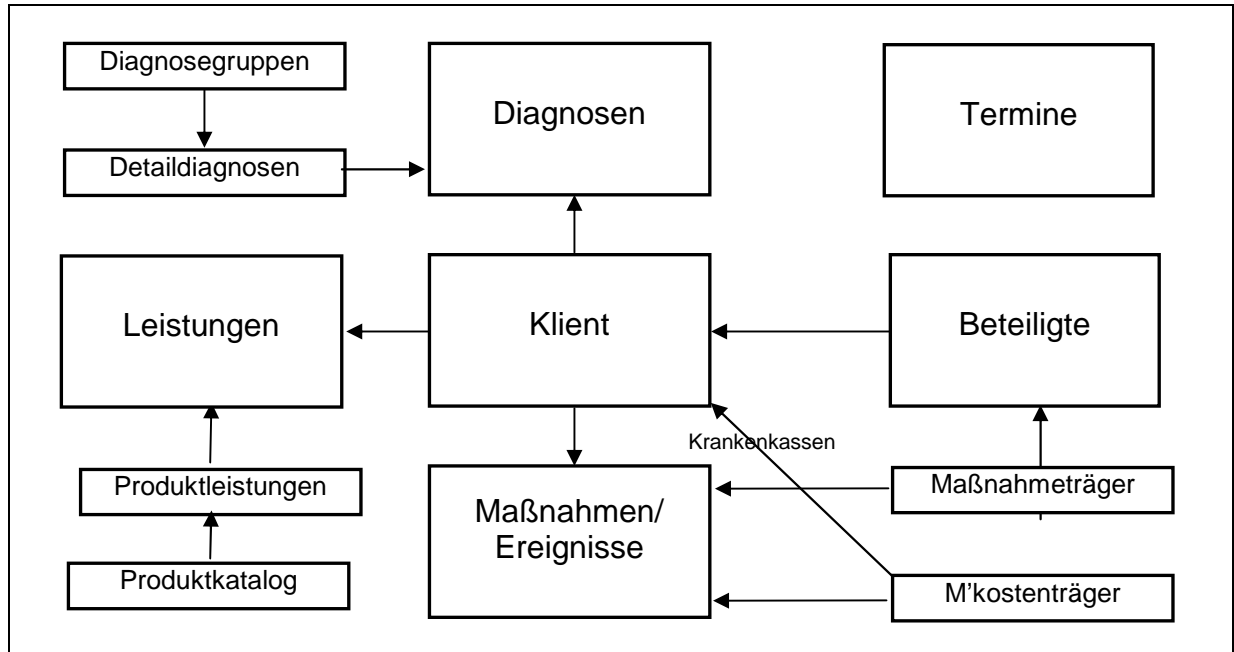 Diagnosegruppen
Diagnosen
Termine
Detaildiagnosen
Leistungen
Klient
Beteiligte
Krankenkassen
Produktleistungen
Maßnahmen/
Ereignisse
Maßnahmeträger
Produktkatalog
M'kostenträger